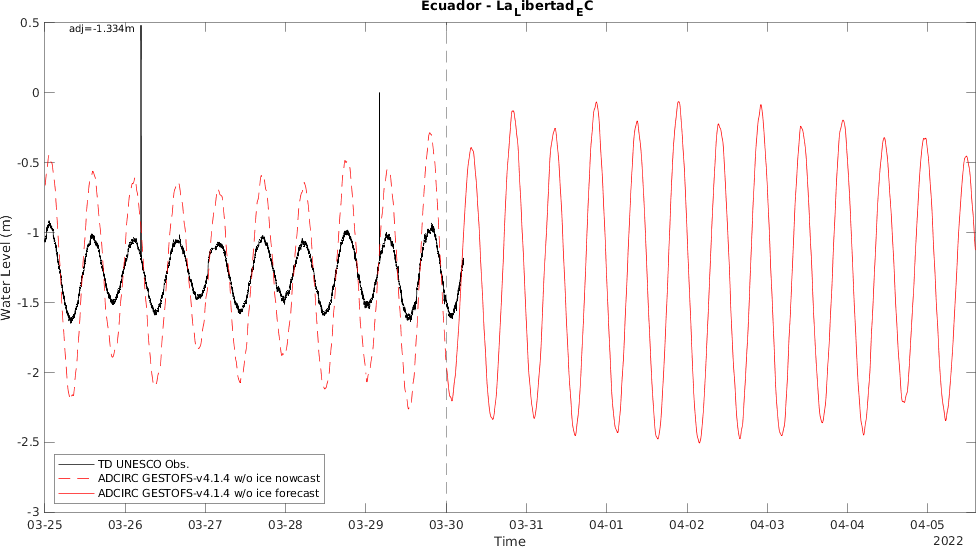 Ecuador - LaLibertadEC
adj=-1.334m
0.5
0
-0.5
-1
-1.5
-2
-2.5
-3
Water Level (m)
TD UNESCO Obs.
ADCIRC GESTOFS-v4.1.4 w/o ice nowcast
ADCIRC GESTOFS-v4.1.4 w/o ice forecast
03-25 03-26 03-27 03-28 03-29 03-30 03-31 04-01 04-02 04-03 04-04 04-05
Time
2022